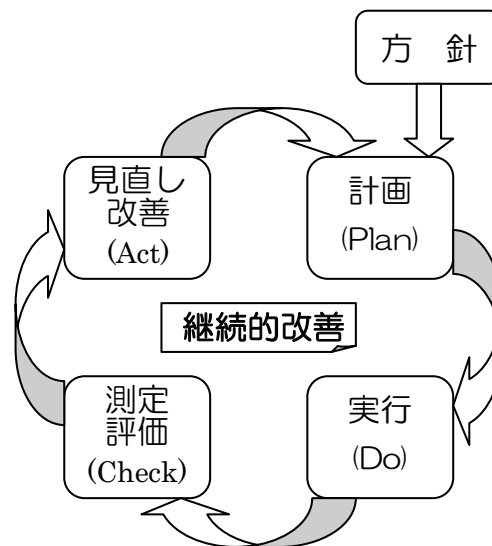 方　針
見直し
改善
(Act)
計画
(Plan)
継続的改善
測定
評価
(Check)
実行
(Do)